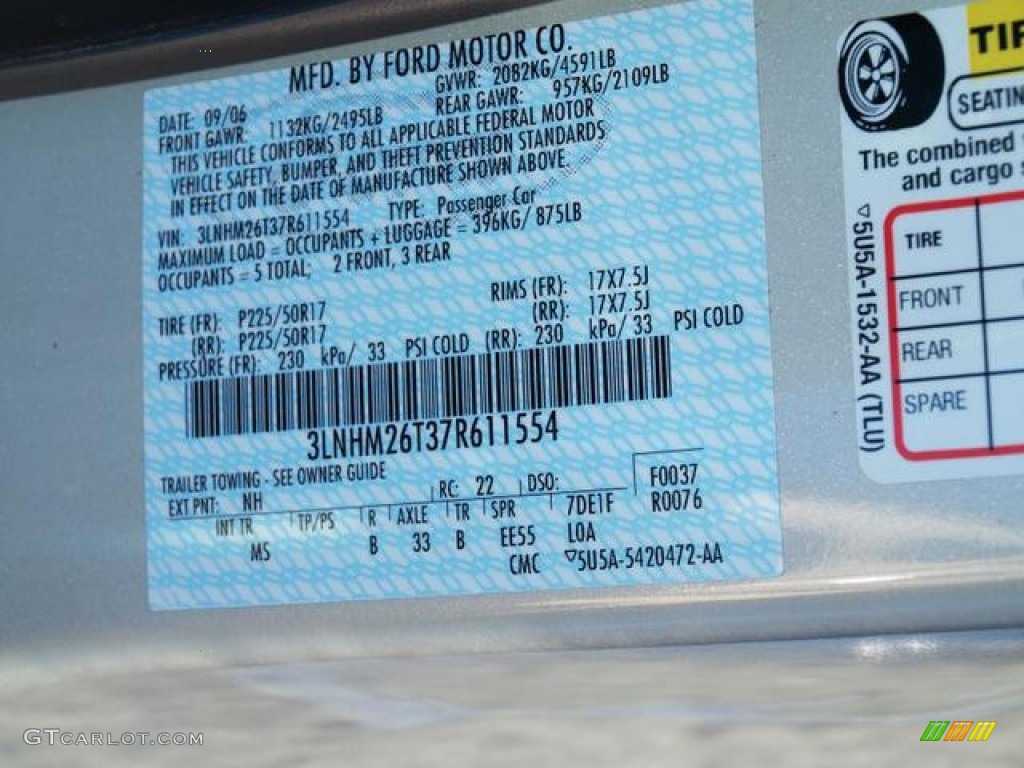 MFD. BY FORD MOTOR CO.
DATE: 09/06 GVWR: 2082KG/4591LB
FRONT GAWR: 1132KG/2495LB REAR GAWR: 957KG/2109LB
THIS VEHICLE CONFORMS TO ALL APPLICABLE FEDERAL MOTOR
VEHICLE SAFETY, BUMPER, AND THEFT PREVENTION STANDARDS
IN EFFECT ON THE DATE OF MANUFACTURE SHOWN ABOVE.
VIN: 3LNHM26T37R611554 TYPE: Passenger Car
MAXIMUM LOAD = OCCUPANTS + LUGGAGE = 396KG/ 875LB
OCCUPANTS = 5 TOTAL; 2 FRONT, 3 REAR
TIRE (FR): P225/50R17 RIMS (FR): 17X7.5J
(RR): P225/50R17 (RR): 17X7.5J
PRESSURE (FR): 230 kPa/ 33 PSI COLD (RR): 230 kPa/ 33 PSI COLD
3LNHM26T37R611554
TRAILER TOWING - SEE OWNER GUIDE
EXT PNT: NH RC: 22 DSO: F0037
INT TR TP/PS R AXLE TR SPR 7DE1F R0076
MS B 33 B EE55 LOA
CMC ▽5U5A-5420472-AA
TIR
SEATIN
The combined
and cargo
▽5U5A-1532-AA (TLU)
TIRE
FRONT
REAR
SPARE
GTCARLOT.COM